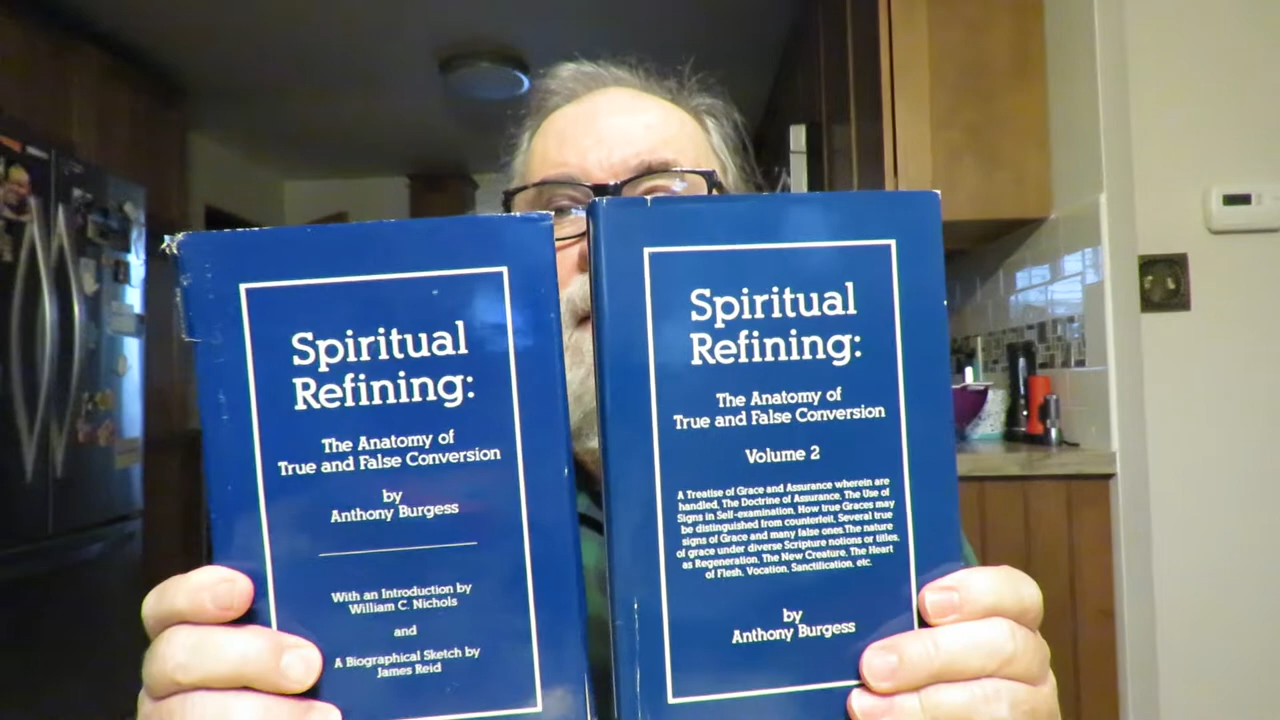 Spiritual
Refining:
The Anatomy of
True and False Conversion
by
Anthony Burgess
With an Introduction by
William C. Nichols
and
A Biographical Sketch by
James Reid
Spiritual
Refining:
The Anatomy of
True and False Conversion
Volume 2
A Treatise of Grace and Assurance wherein are
handled, The Doctrine of Assurance, The Use of
Signs in Self-examination, How true Graces may
be distinguished from counterfeit, Several true
signs of Grace and many false ones.The nature
of grace under diverse Scripture notions or titles,
as Regeneration, The New Creature, The Heart
of Flesh, Vocation, Sanctification, etc.
by
Anthony Burgess